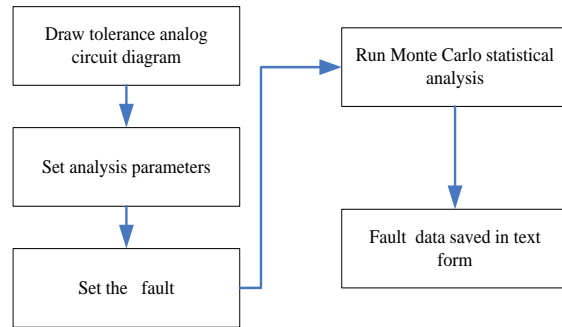 Draw tolerance analog
circuit diagram
Set analysis parameters
Set the fault
Run Monte Carlo statistical
analysis
Fault data saved in text
form